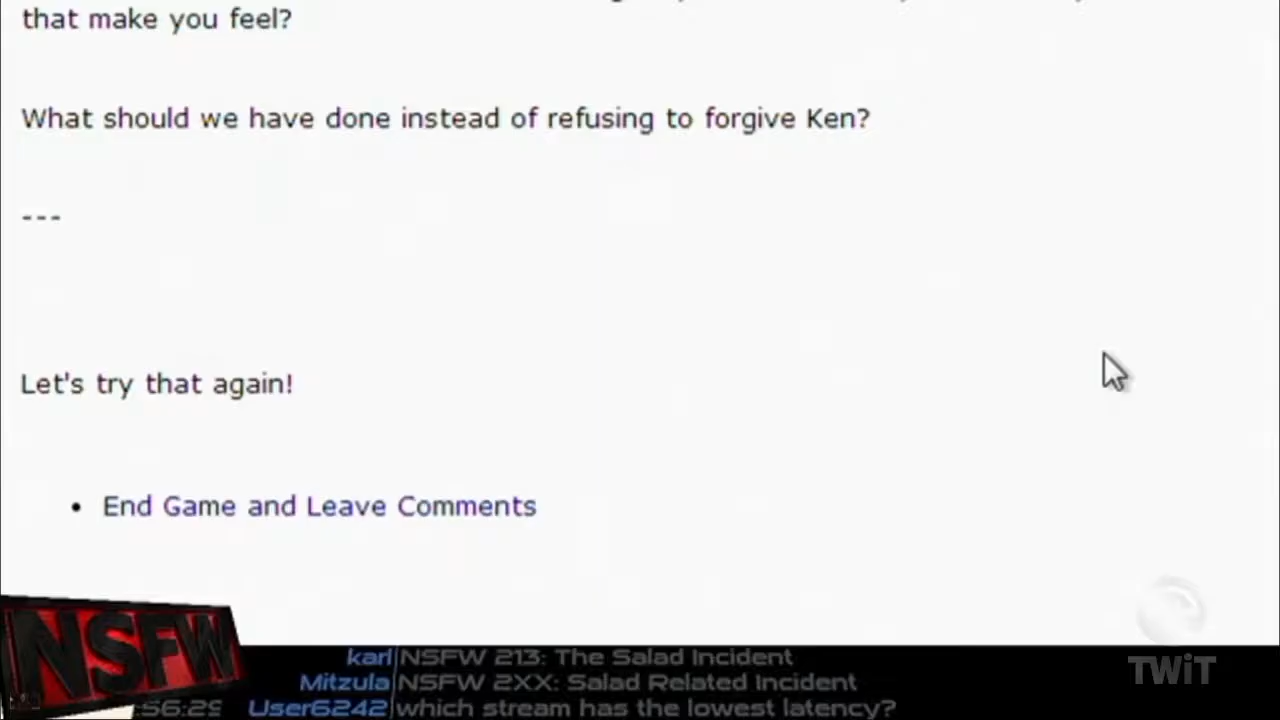 that make you feel?
What should we have done instead of refusing to forgive Ken?
---
Let's try that again!
• End Game and Leave Comments
NSFW
karl NSFW 213: The Salad Incident
Mitzula NSFW 2XX: Salad Related Incident
:56:29 User6242 which stream has the lowest latency?
TWiT